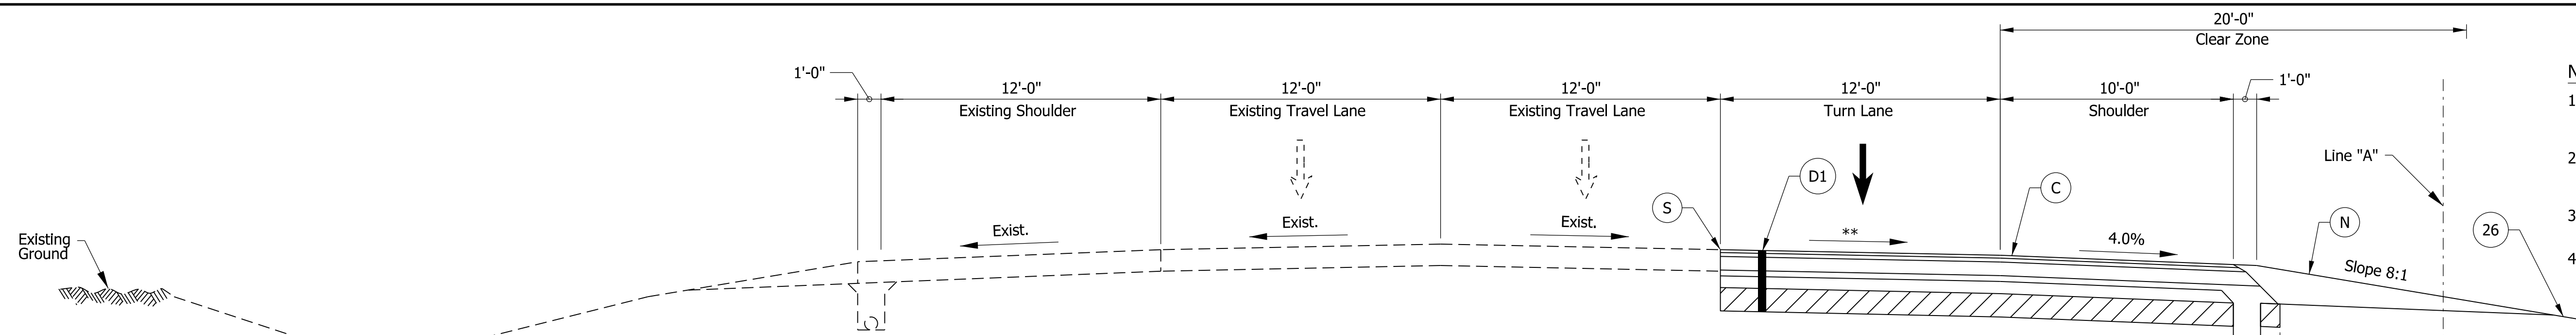 20'-0"
Clear Zone
1'-0"
12'-0"
Existing Shoulder
12'-0"
Existing Travel Lane
12'-0"
Existing Travel Lane
12'-0"
Turn Lane
10'-0"
Shoulder
1'-0"
N
1
2
3
4
Line "A"
D1
C
S
N
26
Existing
Ground
Exist.
Exist.
Exist.
**
4.0%
Slope 8:1